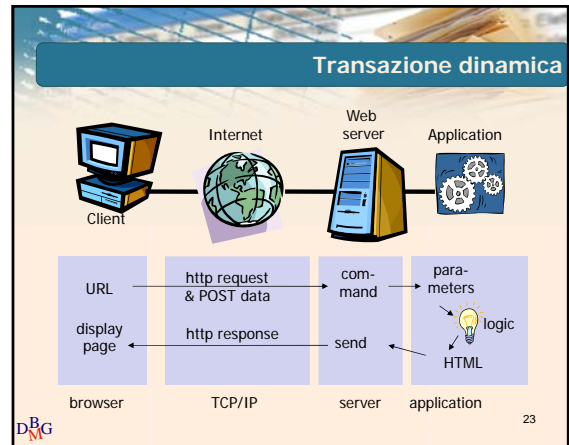 Transazione dinamica
Client
Internet
Web
server
Application
URL
http request
& POST data
com-
mand
para-
meters
logic
display
page
http response
send
HTML
browser
TCP/IP
server
application
DBMG
23